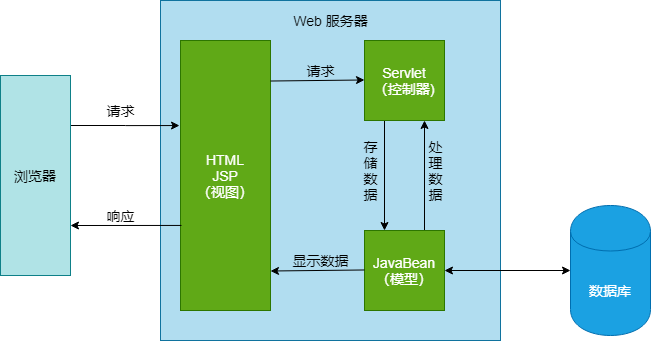 Web 服务器
浏览器
请求
响应
HTML
JSP
（视图）
请求
Servlet
（控制器)
存储数据
处理数据
显示数据
JavaBean
（模型）
数据库